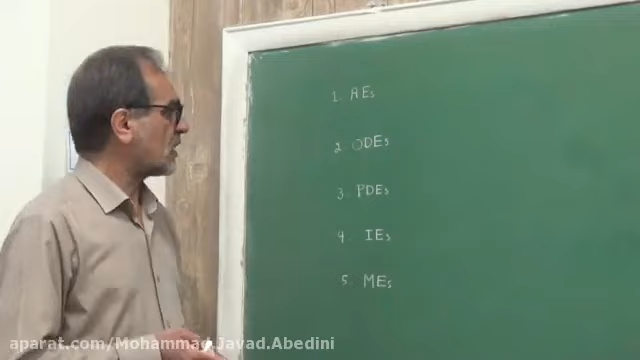 1. AEs
2 ODEs
3. PDEs
4. IEs
5. MEs
aparat.com/Mohammad.Javad.Abedini